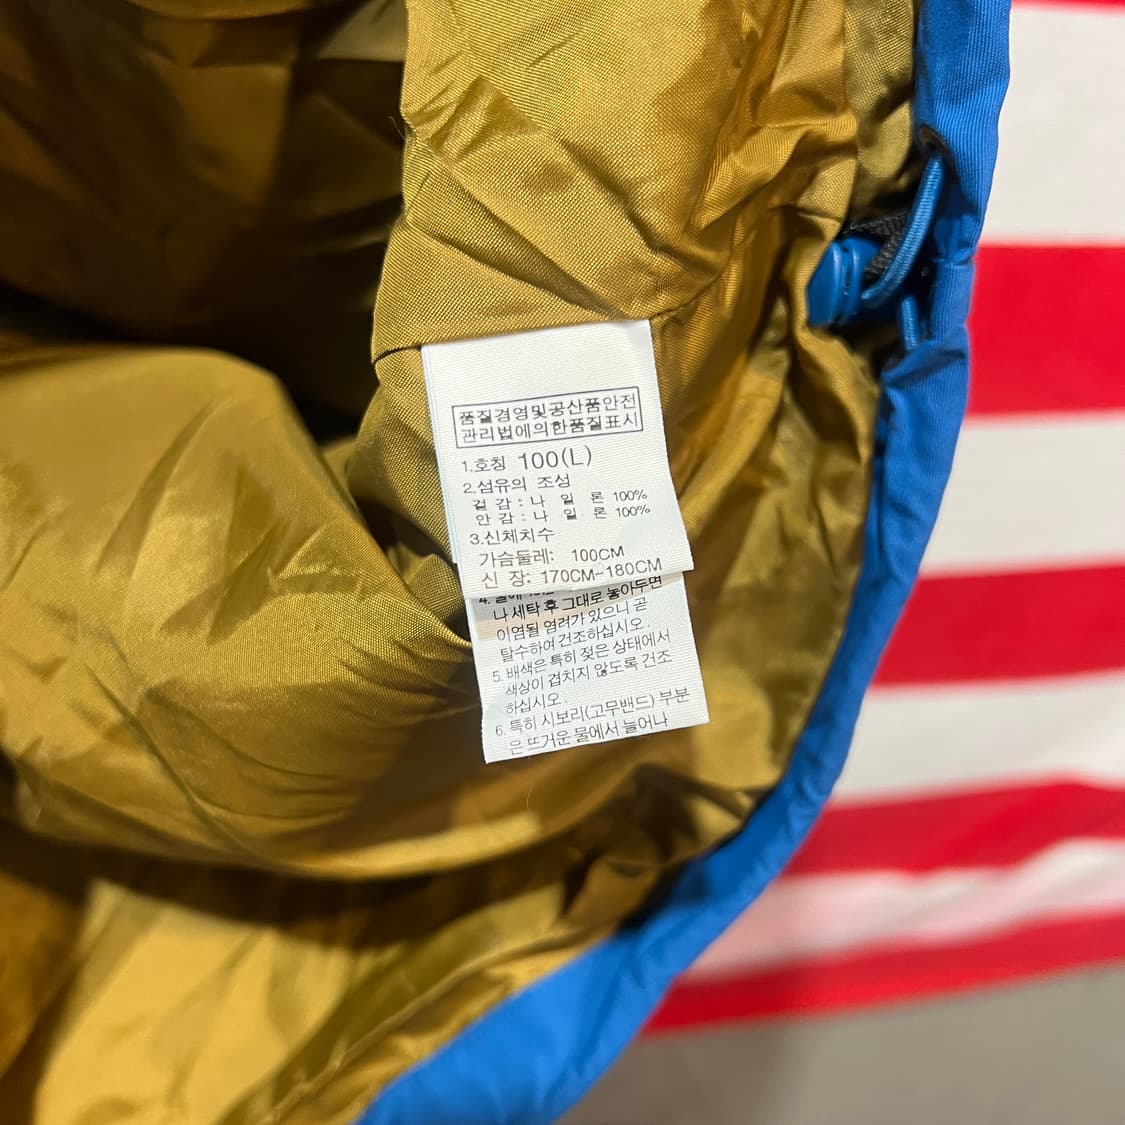 품질경영및공산품안전
관리법에의한품질표시
1.호칭 100(L)
2.섬유의 조성
겉 감 : 나 일 론 100%
안 감 : 나 일 론 100%
3.신체치수
가슴둘레: 100CM
신 장: 170CM~180CM
나 세탁 후 그대로 놓아두면
이염될 염려가 있으니 곧
탈수하여 건조하십시오.
5. 배색은 특히 젖은 상태에서
색상이 겹치지 않도록 건조
하십시오.
6. 특히 시보리(고무밴드) 부분
은 뜨거운 물에서 늘어나